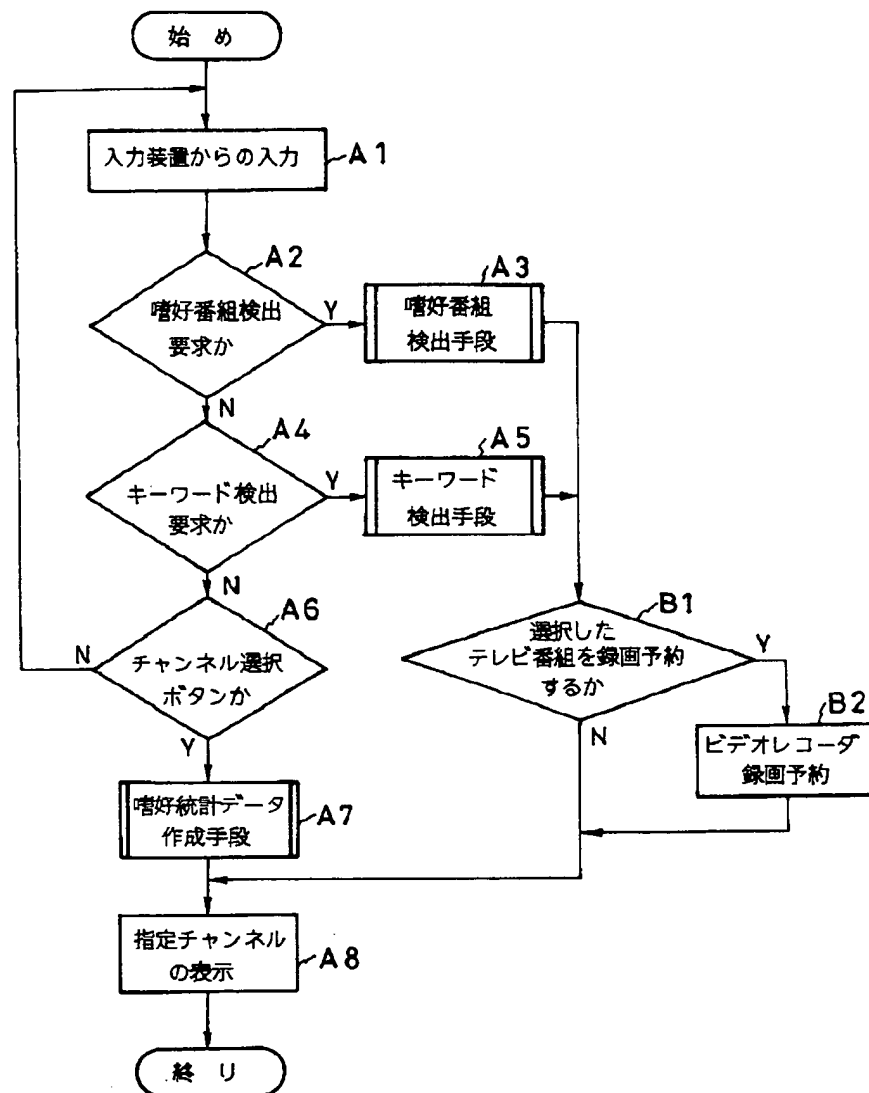 始め
入力装置からの入力
A1
A2
嗜好番組検出
要求か
Y
N
A3
嗜好番組
検出手段
A4
キーワード検出
要求か
Y
N
A5
キーワード
検出手段
A6
チャンネル選択
ボタンか
N
Y
B1
選択した
テレビ番組を録画予約
するか
Y
N
B2
ビデオレコーダ
録画予約
嗜好統計データ
作成手段
A7
指定チャンネル
の表示
A8
終り